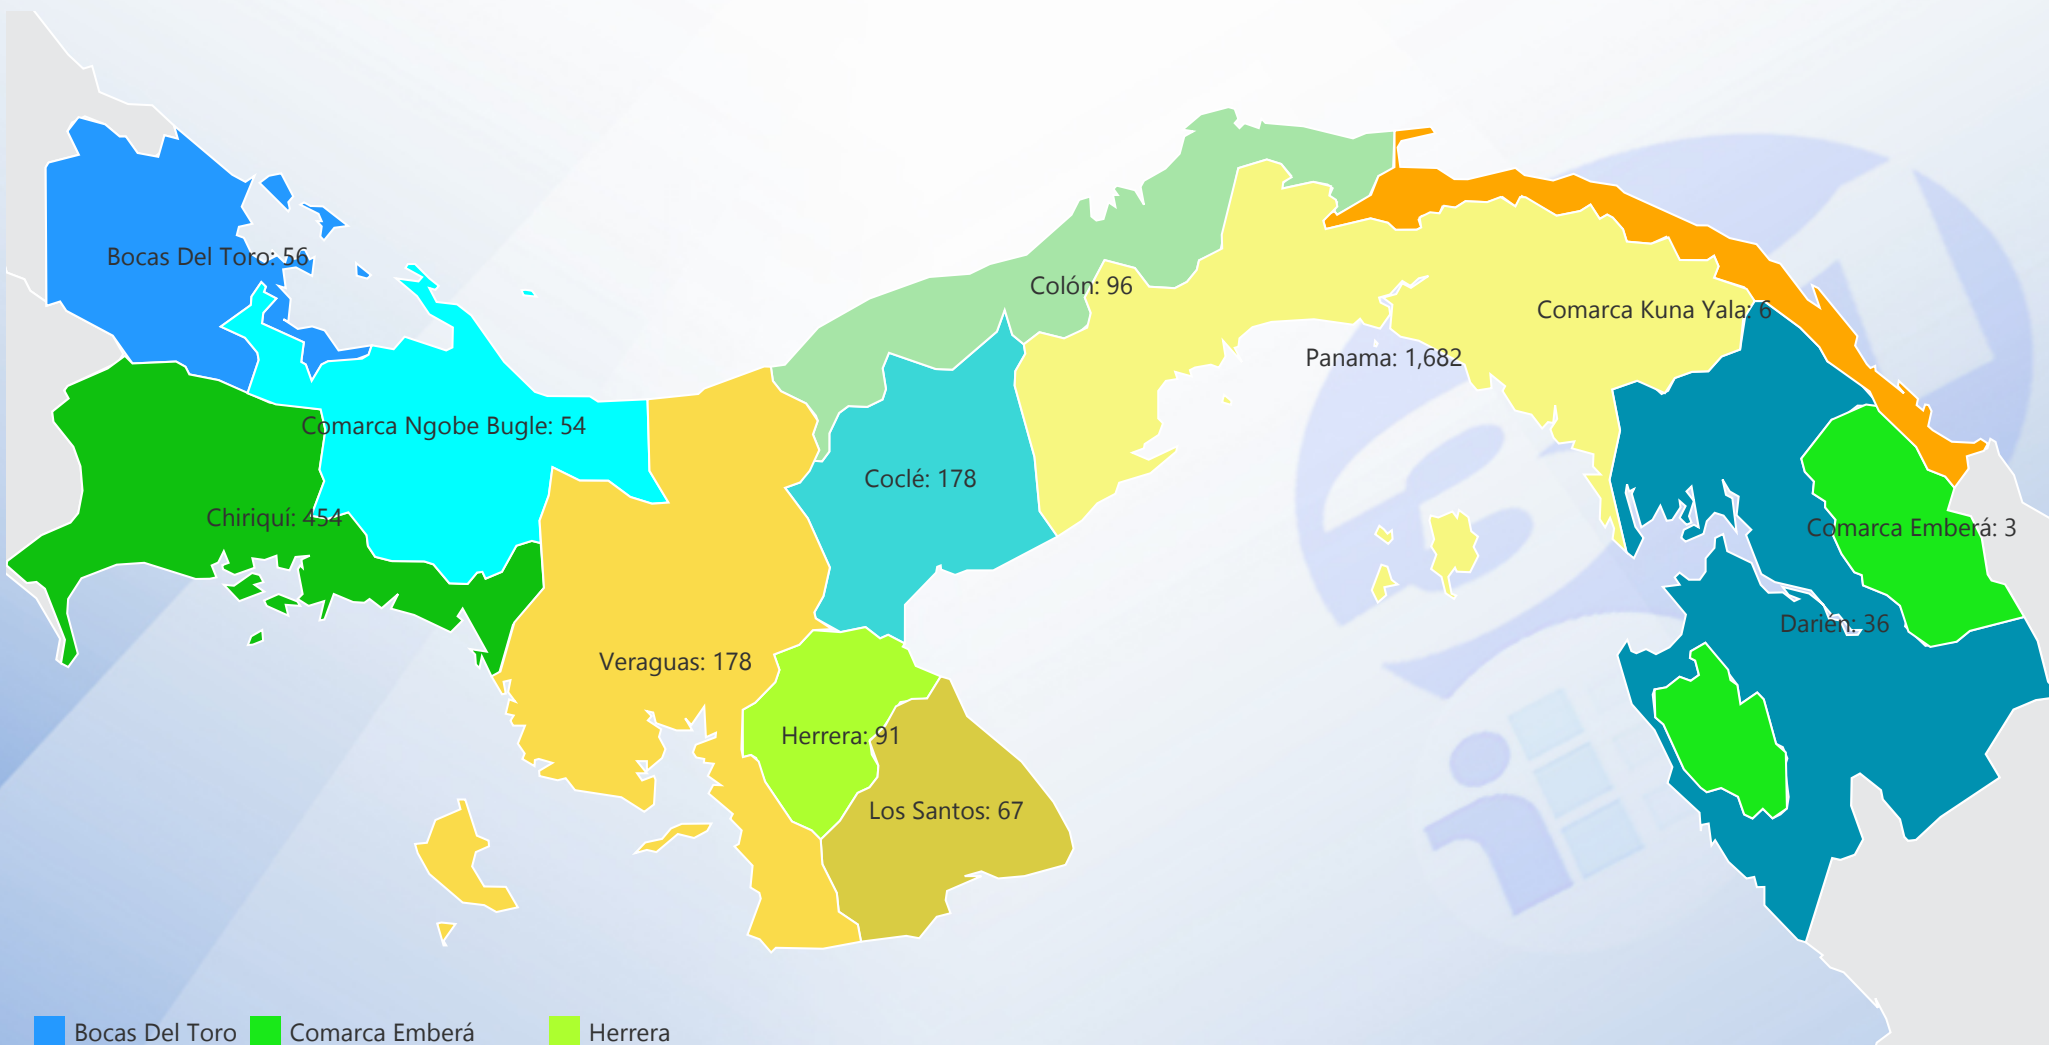 Bocas Del Toro: 56
Colón: 96
Comarca Kuna Yala: 6
Panama: 1,682
Comarca Ngobe Bugle: 54
Coclé: 178
Chiriquí: 454
Comarca Emberá: 3
Darién: 36
Veraguas: 178
Herrera: 91
Los Santos: 67
Bocas Del Toro Comarca Emberá Herrera